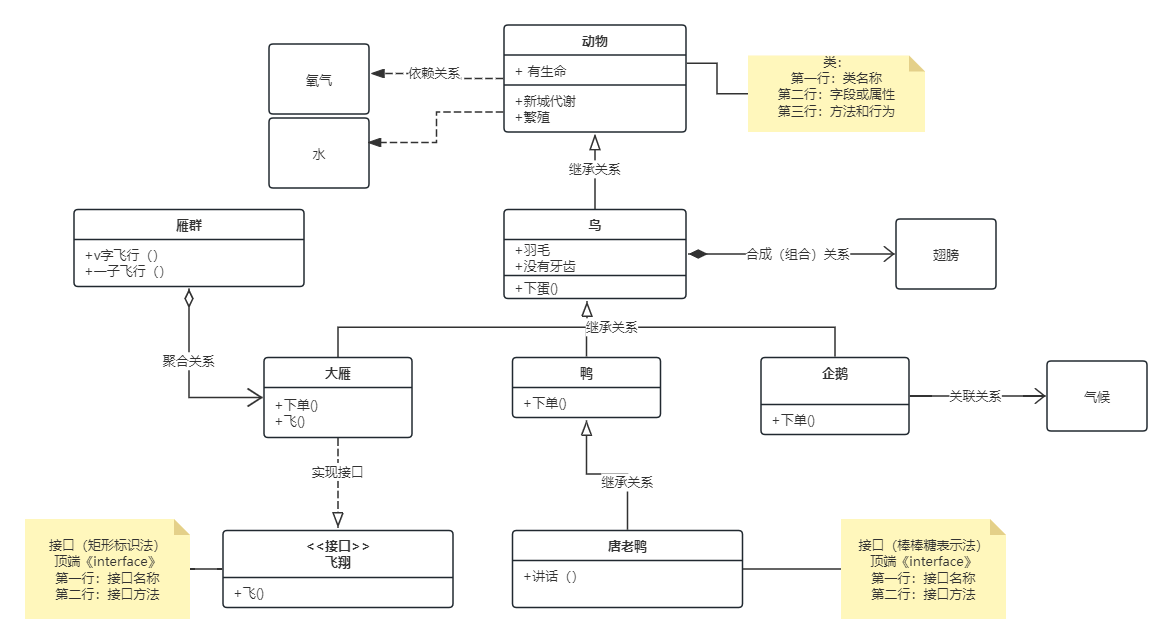 动物
+ 有生命
+新城代谢
+繁殖
类：
第一行：类名称
第二行：字段或属性
第三行：方法和行为
氧气
依赖关系
水
继承关系
雁群
+v字飞行（）
+一子飞行（）
鸟
+羽毛
+没有牙齿
+下蛋()
合成（组合）关系
翅膀
继承关系
聚合关系
大雁
+下单()
+飞()
鸭
+下单()
企鹅
+下单()
关联关系
气候
实现接口
继承关系
接口（矩形标识法）
顶端《interface》
第一行：接口名称
第二行：接口方法
<<接口>>
飞翔
+飞()
唐老鸭
+讲话（）
接口（棒棒糖表示法）
顶端《interface》
第一行：接口名称
第二行：接口方法